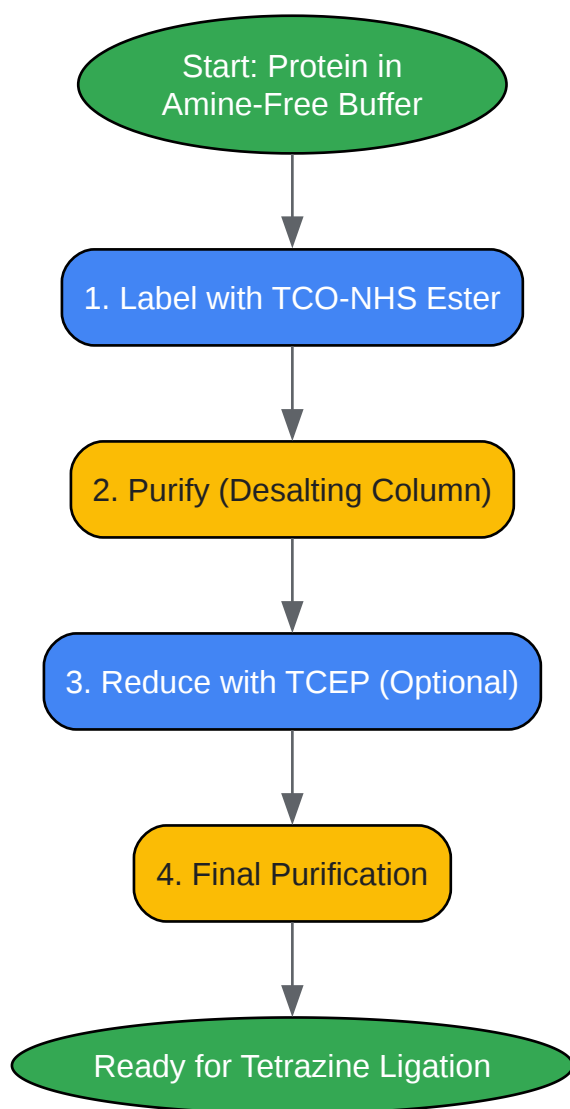 Start: Protein in
Amine-Free Buffer
1. Label with TCO-NHS Ester
2. Purify (Desalting Column)
3. Reduce with TCEP (Optional)
4. Final Purification
Ready for Tetrazine Ligation